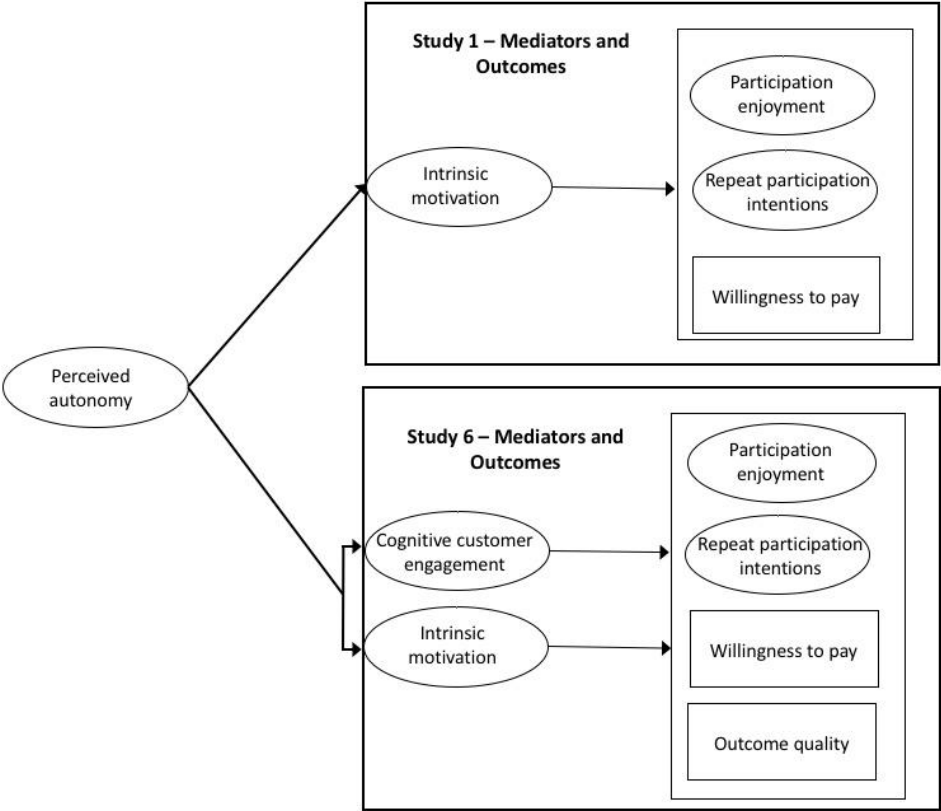 Study 1 – Mediators and
Outcomes
Participation
enjoyment
Intrinsic
motivation
Repeat participation
intentions
Willingness to pay
Perceived
autonomy
Study 6 – Mediators and
Outcomes
Participation
enjoyment
Cognitive customer
engagement
Repeat participation
intentions
Intrinsic
motivation
Willingness to pay
Outcome quality